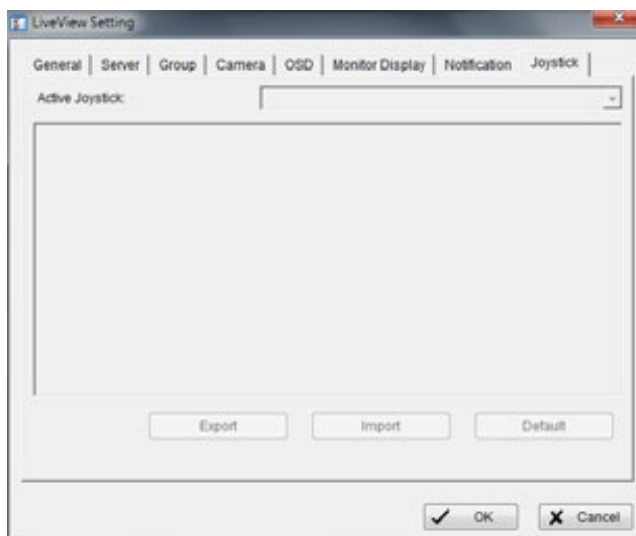 LiveView Setting
General Server Group Camera OSD Monitor Display Notification Joystick
Active Joystick:
Export Import Default
OK Cancel